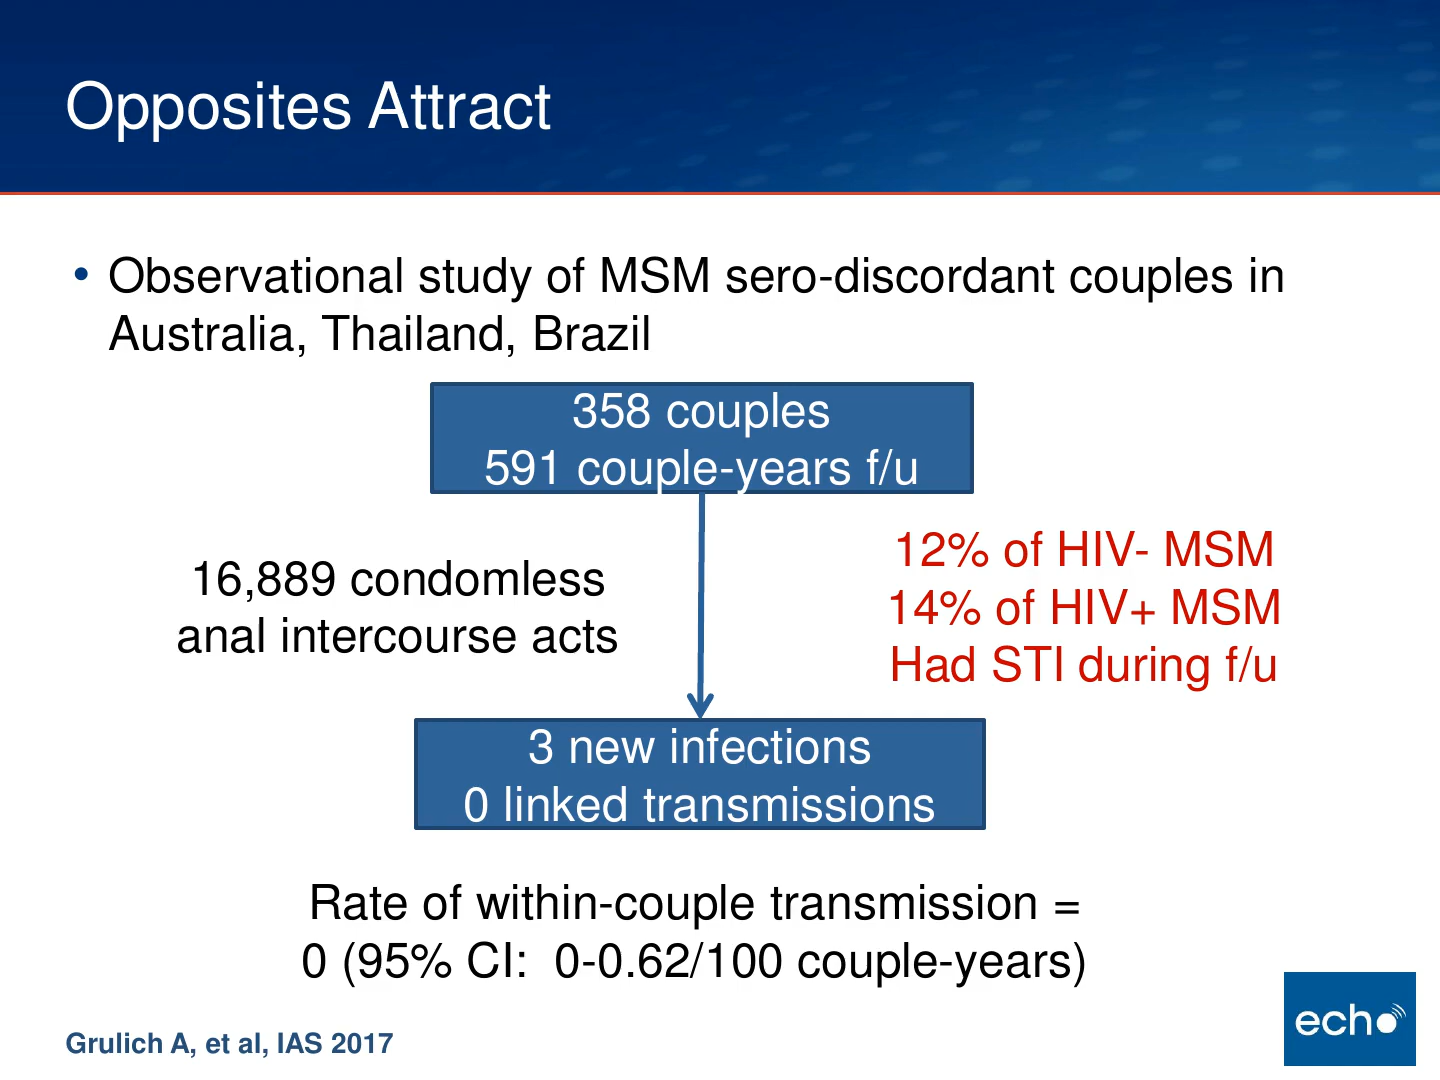 Opposites Attract
• Observational study of MSM sero-discordant couples in
Australia, Thailand, Brazil
358 couples
591 couple-years f/u
16,889 condomless
anal intercourse acts
12% of HIV- MSM
14% of HIV+ MSM
Had STI during f/u
3 new infections
0 linked transmissions
Rate of within-couple transmission =
0 (95% CI:  0-0.62/100 couple-years)
Grulich A, et al, IAS 2017
echo